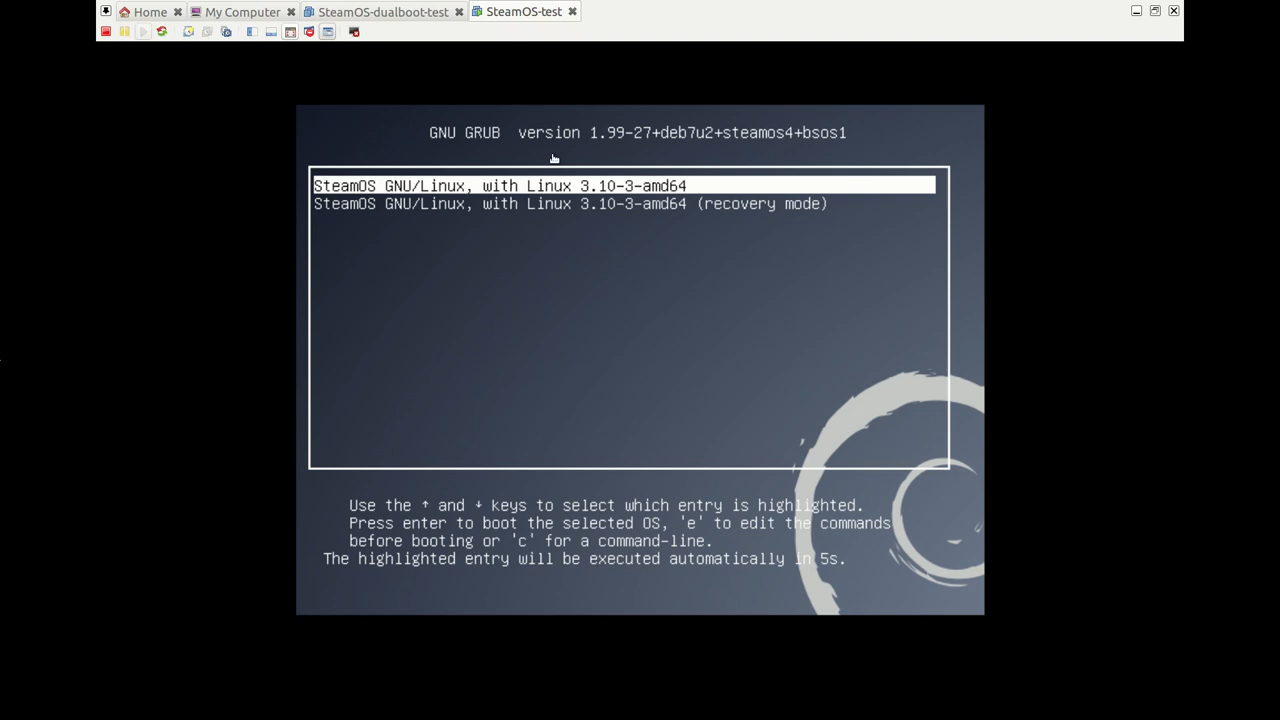 Home My Computer SteamOS-dualboot-test SteamOS-test
GNU GRUB version 1.99-27+deb7u2+steamos4+bsos1
SteamOS GNU/Linux, with Linux 3.10-3-amd64
SteamOS GNU/Linux, with Linux 3.10-3-amd64 (recovery mode)
Use the ↑ and ↓ keys to select which entry is highlighted.
Press enter to boot the selected OS, 'e' to edit the commands
before booting or 'c' for a command-line.
The highlighted entry will be executed automatically in 5s.